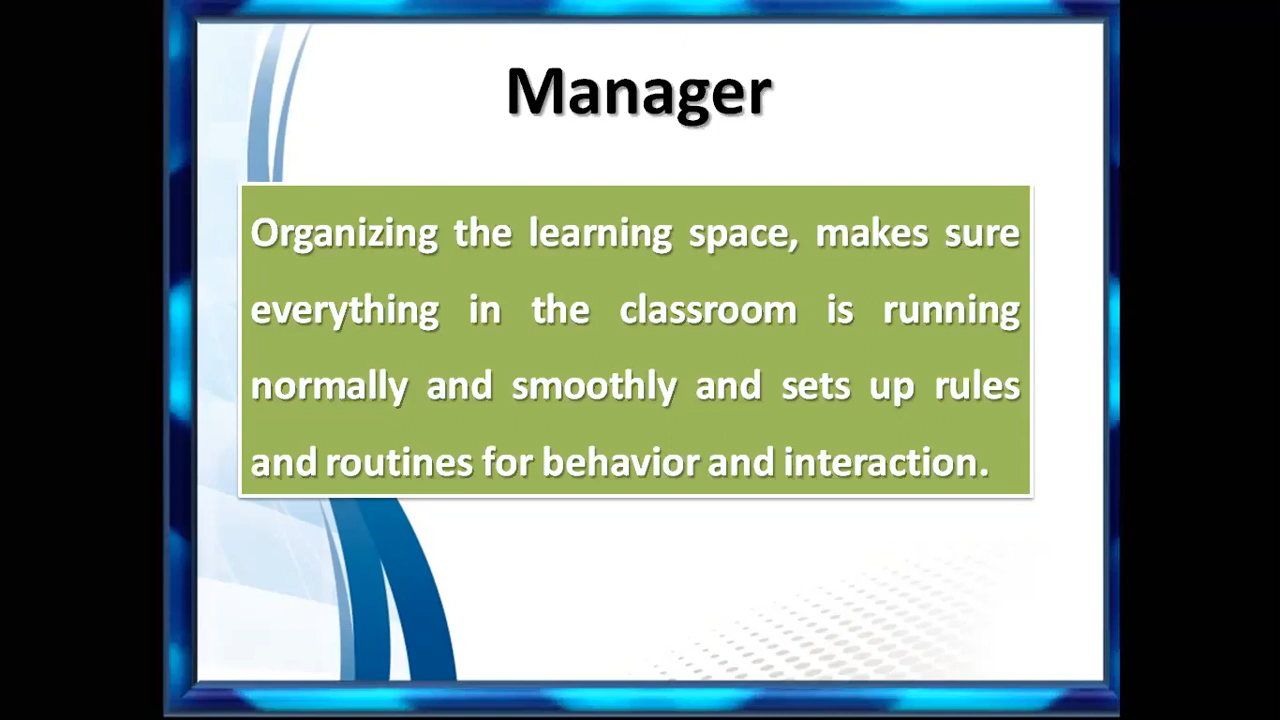 Manager
Organizing the learning space, makes sure
everything in the classroom is running
normally and smoothly and sets up rules
and routines for behavior and interaction.